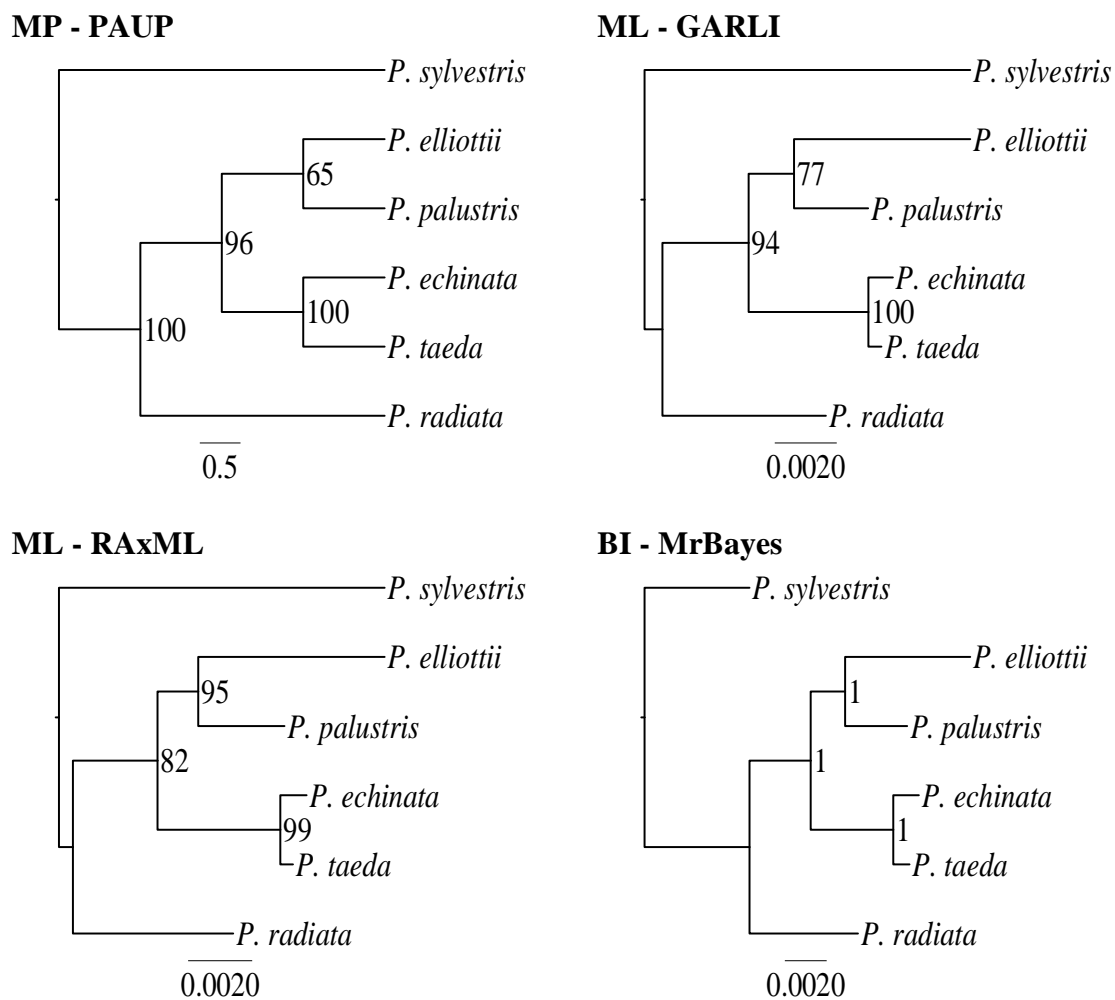 MP - PAUP
P. sylvestris
P. elliottii
65
P. palustris
96
P. echinata
100
100
P. taeda
P. radiata
0.5
ML - GARLI
P. sylvestris
P. elliottii
77
P. palustris
94
P. echinata
100
P. taeda
P. radiata
0.0020
ML - RAxML
P. sylvestris
P. elliottii
95
P. palustris
82
P. echinata
99
P. taeda
P. radiata
0.0020
BI - MrBayes
P. sylvestris
P. elliottii
1
P. palustris
1
P. echinata
1
P. taeda
P. radiata
0.0020